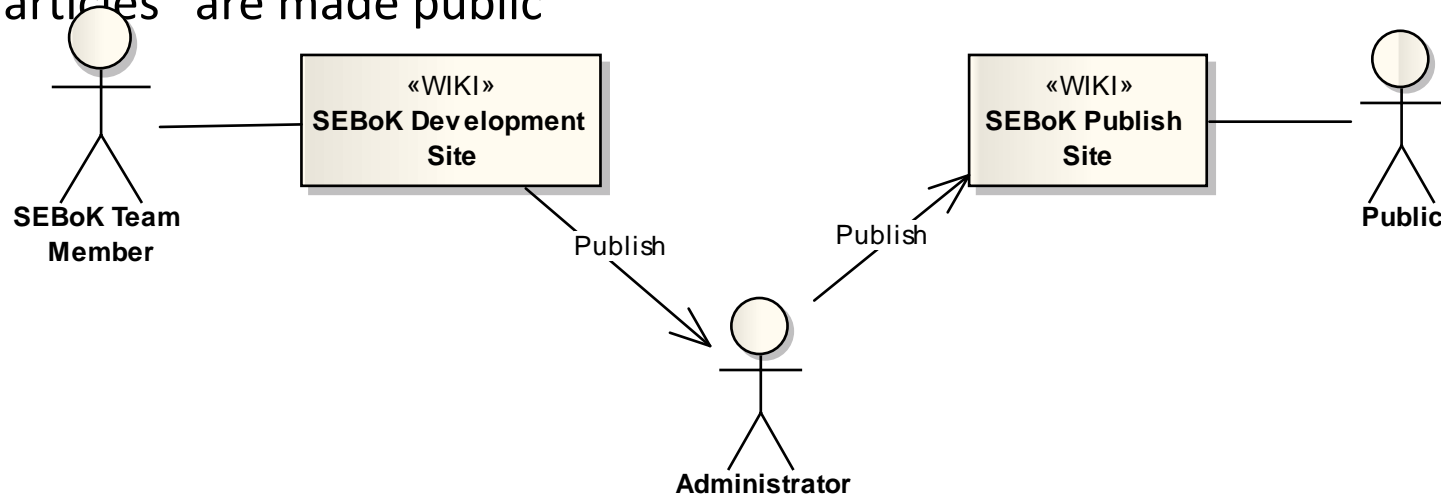 articles" are made public
«WIKI»
SEBoK Development
Site
«WIKI»
SEBoK Publish
Site
SEBoK Team
Member
Public
Publish
Publish
Administrator